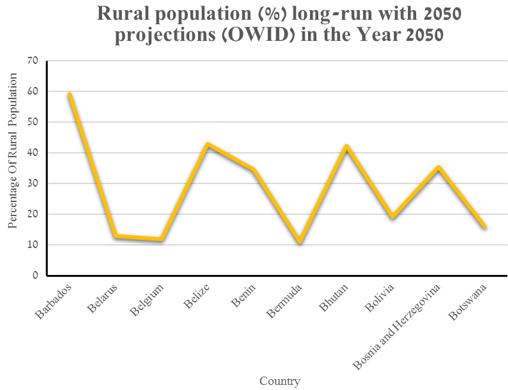 Rural population (%) long-run with 2050
projections (OWID) in the Year 2050
Percentage Of Rural Population
70
60
50
40
30
20
10
0
Barbados
Belarus
Belgium
Belize
Benin
Bermuda
Bhutan
Bolivia
Bosnia and Herzegovina
Botswana
Country